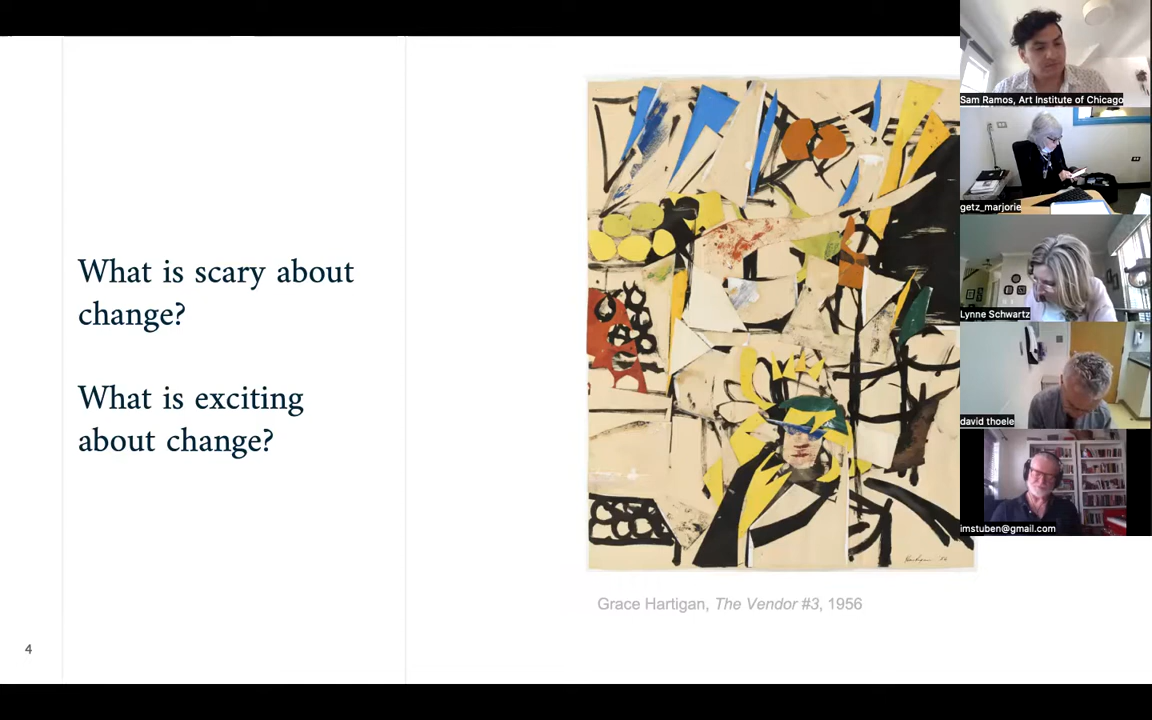 What is scary about
change?
What is exciting
about change?
Grace Hartigan, The Vendor #3, 1956
4
Sam Ramos, Art Institute of Chicago
getz_marjorie
Lynne Schwartz
david thoele
imstuben@gmail.com